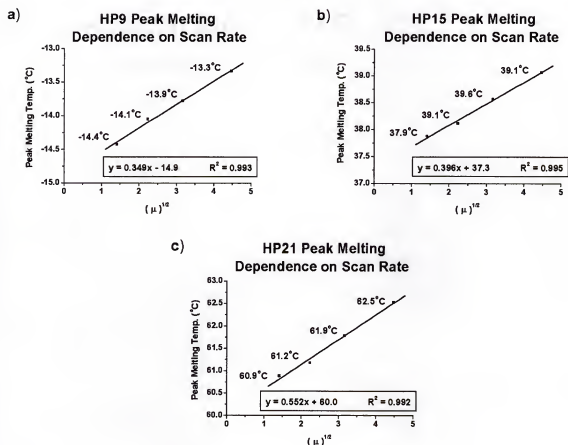 a)
HP9 Peak Melting
Dependence on Scan Rate
Peak Melting Temp. (°C)
-13.0
-13.5
-14.0
-14.5
-15.0
-14.4°C
-14.1°C
-13.9°C
-13.3°C
y = 0.349x - 14.9 R² = 0.993
0 1 2 3 4 5
(μ)^1/2
b)
HP15 Peak Melting
Dependence on Scan Rate
Peak Melting Temp. (°C)
39.5
39.0
38.5
38.0
37.5
37.0
37.9°C
39.1°C
39.6°C
39.1°C
y = 0.396x + 37.3 R² = 0.995
0 1 2 3 4 5
(μ)^1/2
c)
HP21 Peak Melting
Dependence on Scan Rate
Peak Melting Temp. (°C)
63.0
62.5
62.0
61.5
61.0
60.5
60.0
60.9°C
61.2°C
61.9°C
62.5°C
y = 0.552x + 60.0 R² = 0.992
0 1 2 3 4 5
(μ)^1/2